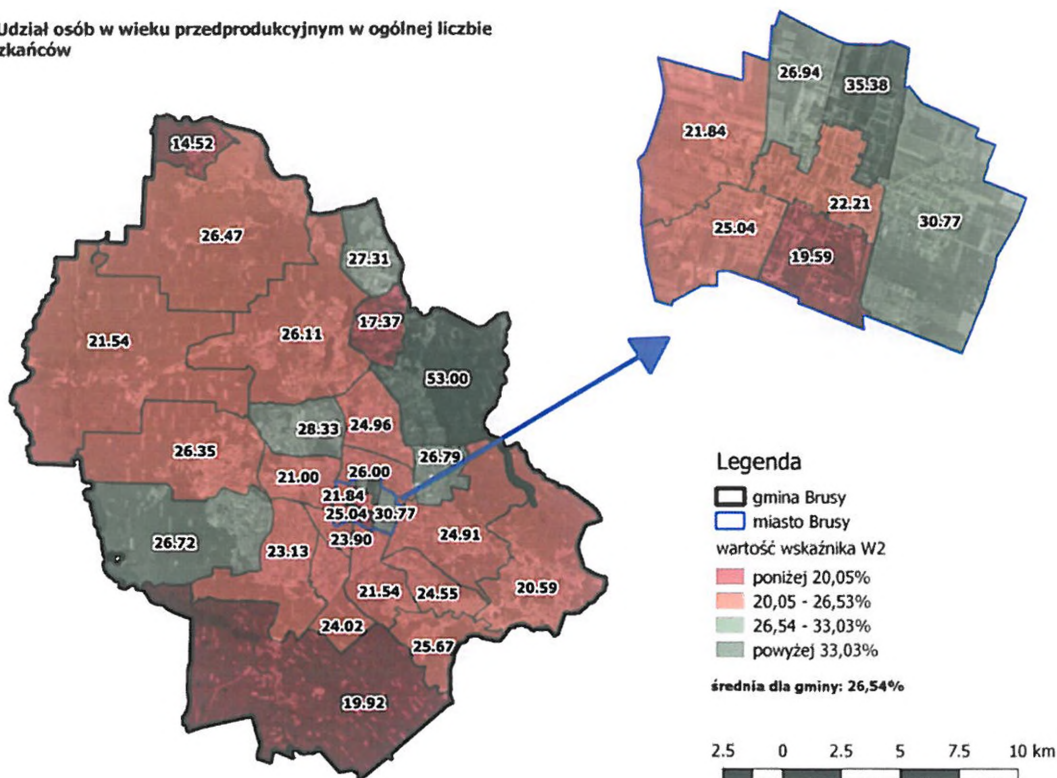 Udział osób w wieku przedprodukcyjnym w ogólnej liczbie
zkańców
26.94
35.38
21.84
22.21
30.77
25.04
19.59
14.52
26.47
27.31
17.37
21.54
26.11
53.00
28.33
24.96
26.35
26.79
21.00
26.00
21.84
25.04
30.77
26.72
23.13
23.90
24.91
21.54
24.55
20.59
24.02
25.67
19.92
Legenda
gmina Brusy
miasto Brusy
wartość wskaźnika W2
poniżej 20,05%
20,05 - 26,53%
26,54 - 33,03%
powyżej 33,03%
średnia dla gminy: 26,54%
2.5 0 2.5 5 7.5 10 km